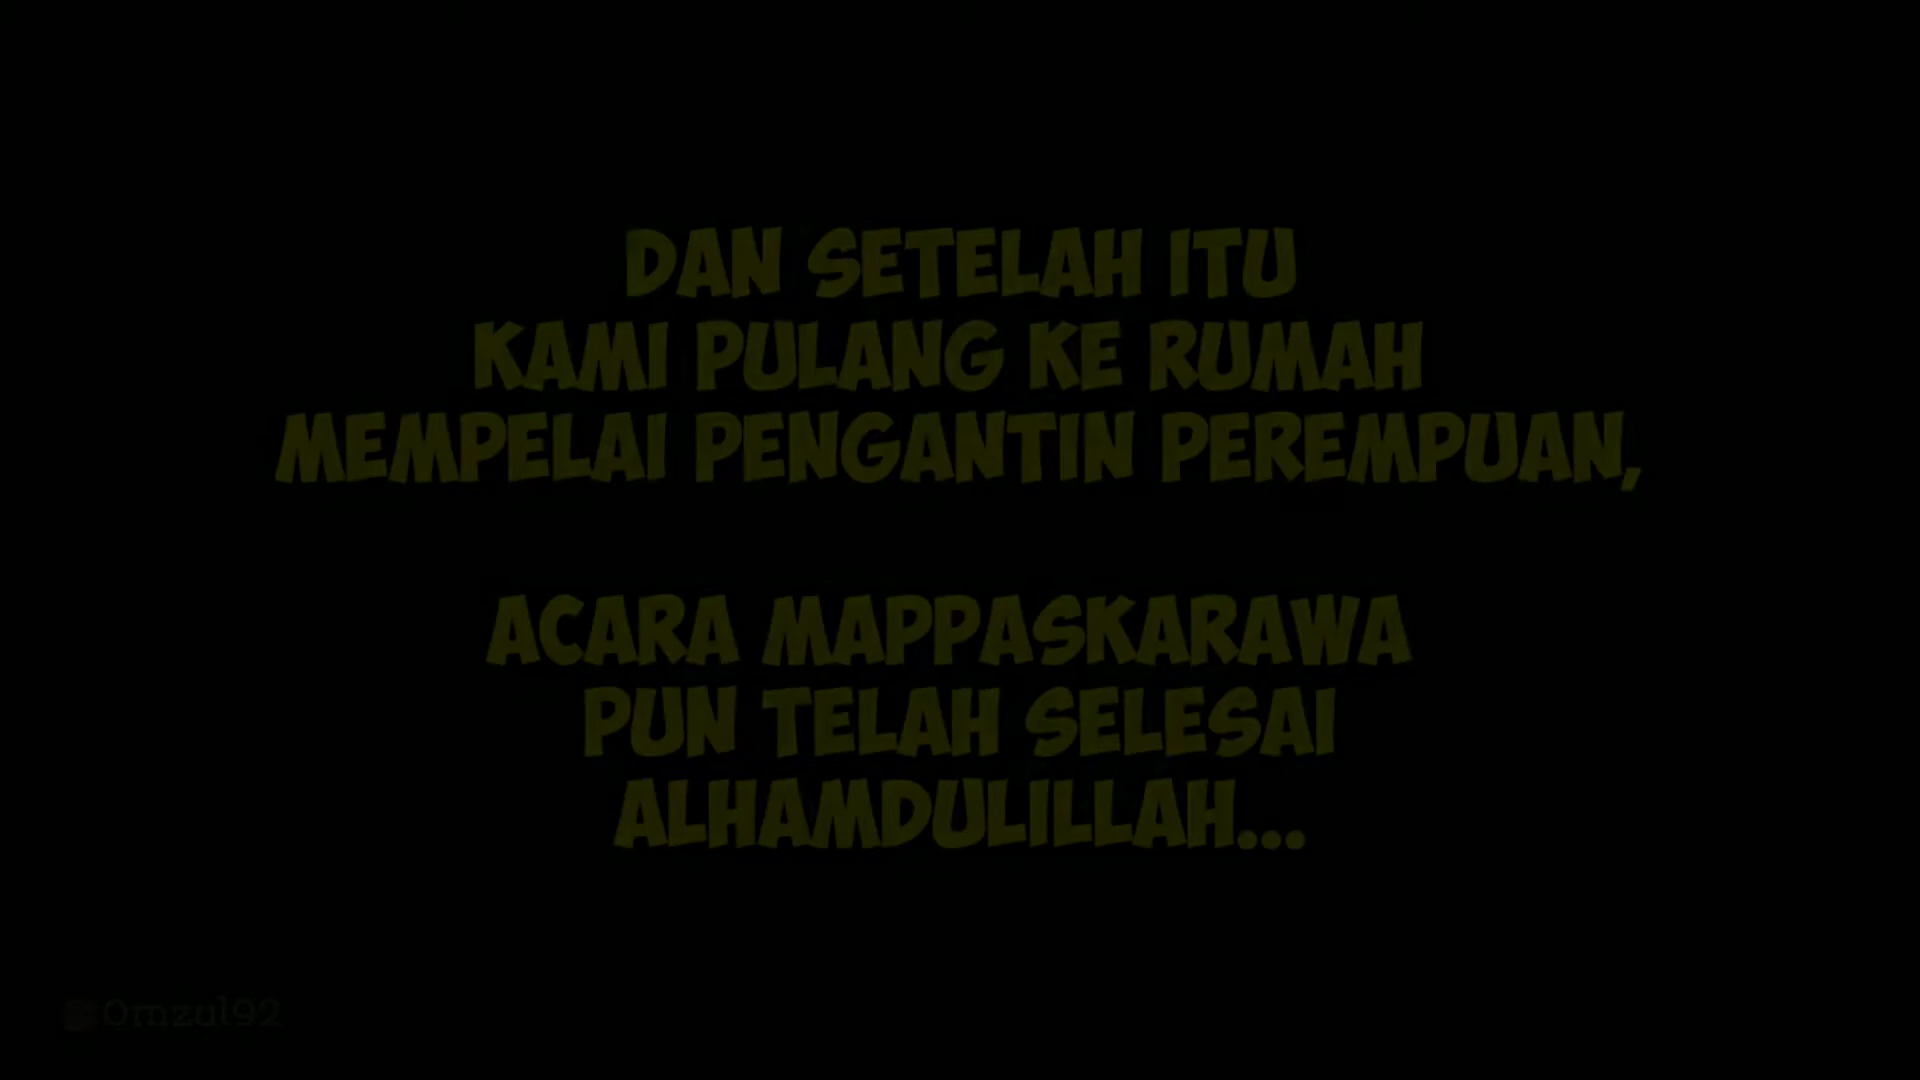 DAN SETELAH ITU
KAMI PULANG KE RUMAH
MEMPELAI PENGANTIN PEREMPUAN,
ACARA MAPPASKARAWA
PUN TELAH SELESAI
ALHAMDULILLAH...
@Omzul92